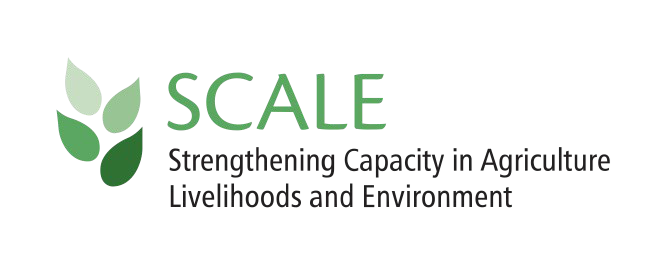 SCALE
Strengthening Capacity in Agriculture
Livelihoods and Environment